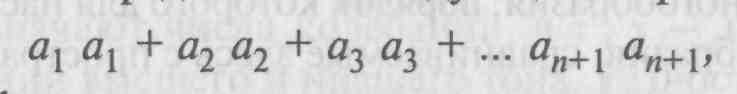 a₁ a₁ + a₂ a₂ + a₃ a₃ + ... aₙ₊₁ aₙ₊₁,